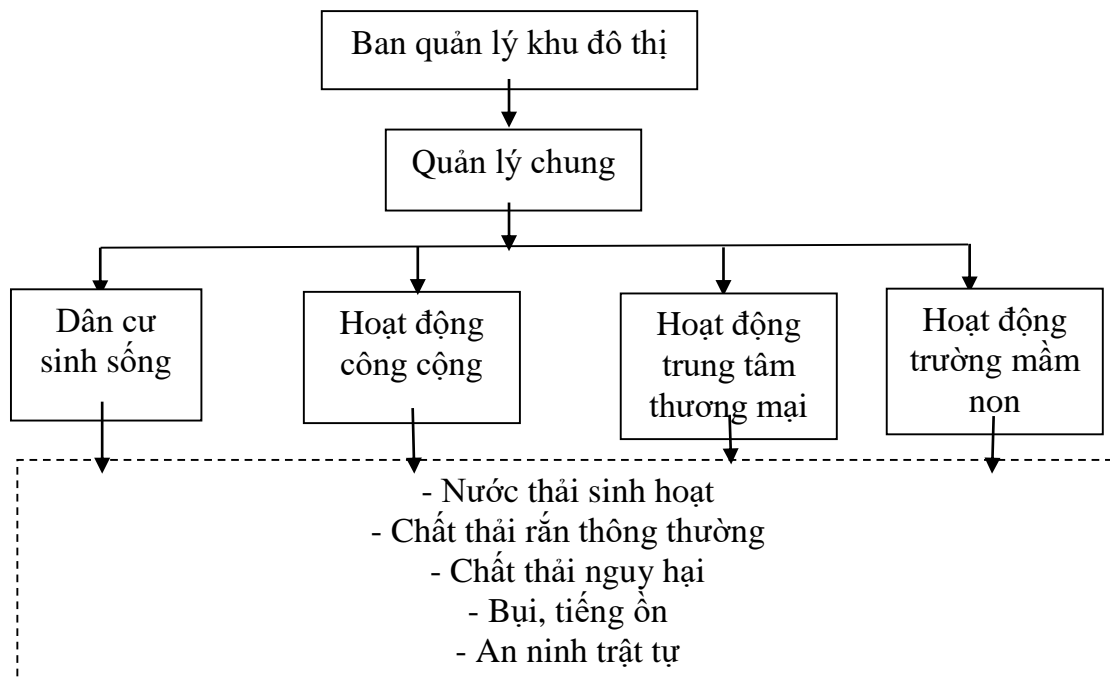 Ban quản lý khu đô thị
Quản lý chung
Dân cư
sinh sống
Hoạt động
công cộng
Hoạt động
trung tâm
thương mại
Hoạt động
trường mầm
non
- Nước thải sinh hoạt
- Chất thải rắn thông thường
- Chất thải nguy hại
- Bụi, tiếng ồn
- An ninh trật tự